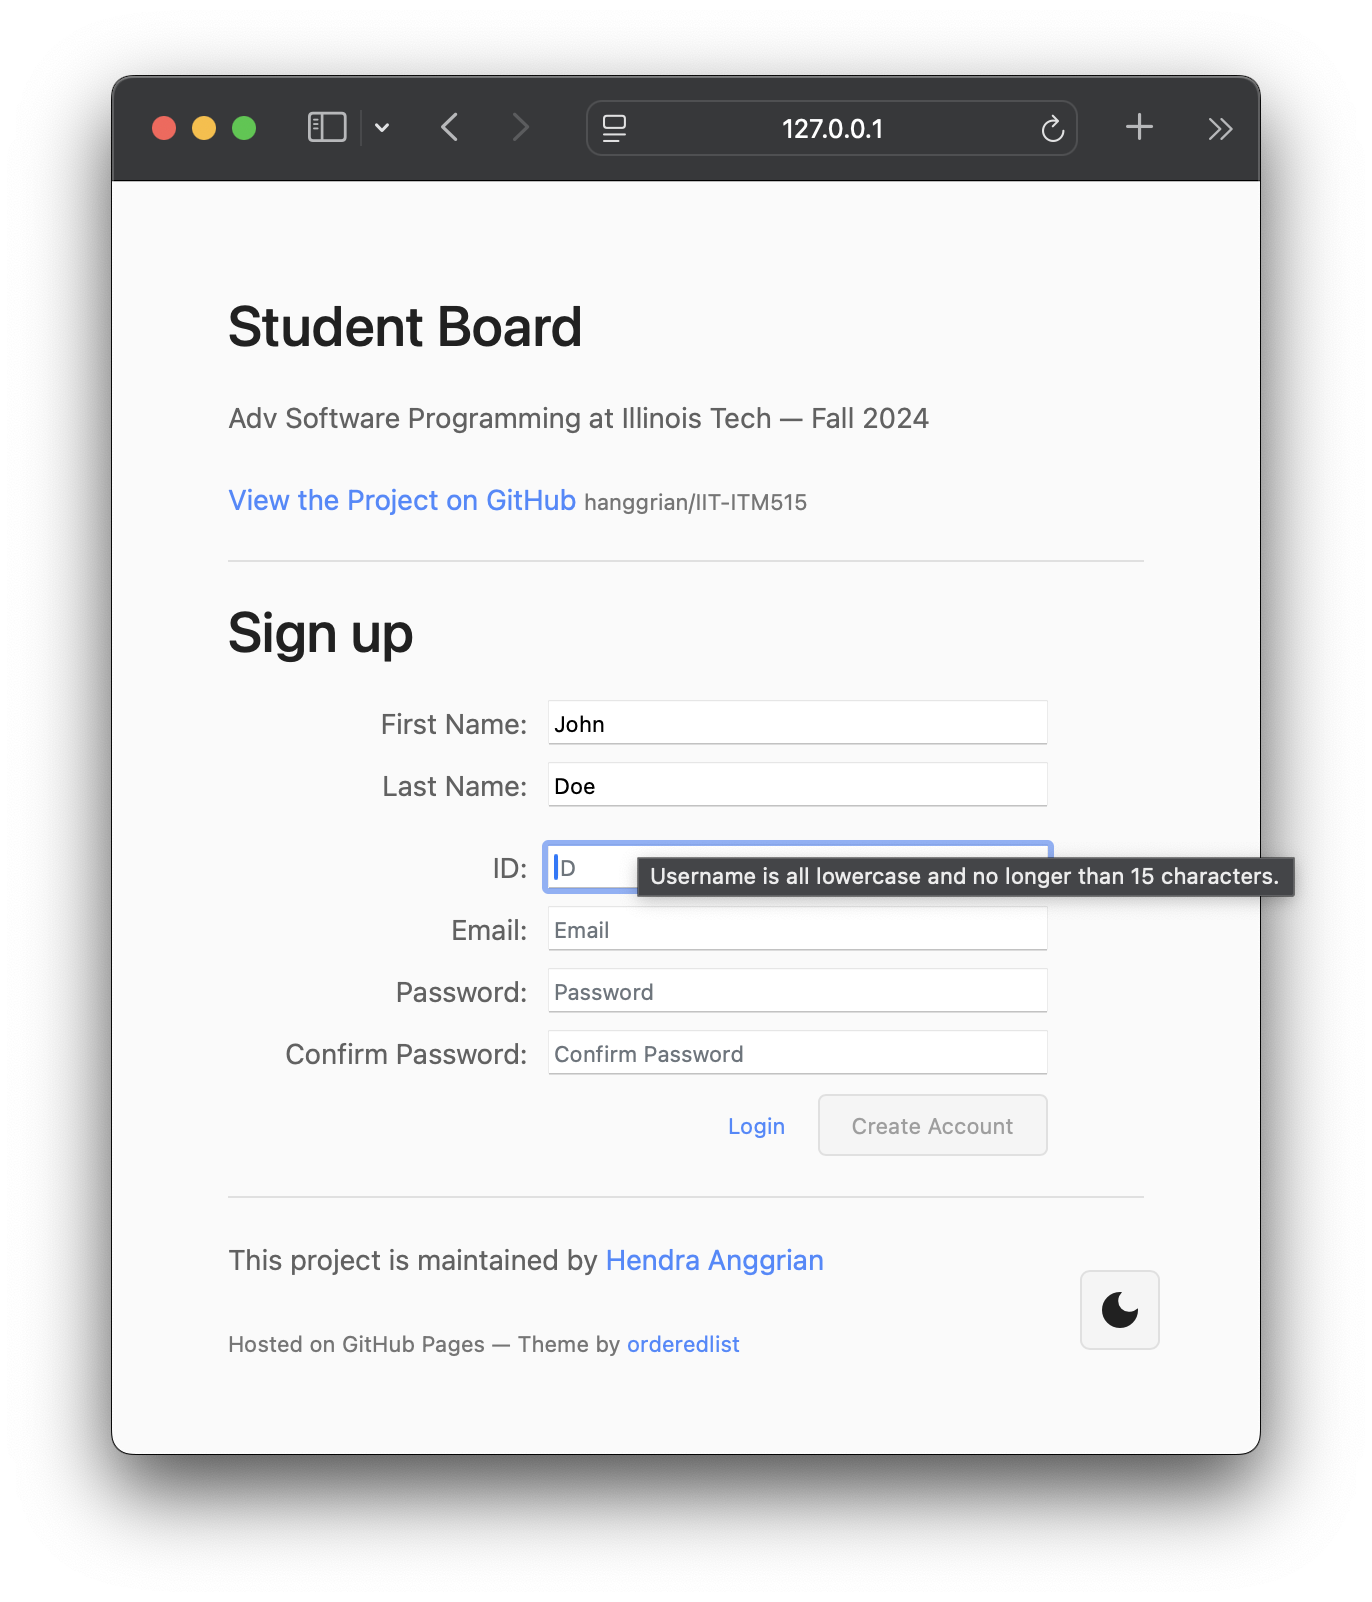 127.0.0.1
Student Board
Adv Software Programming at Illinois Tech — Fall 2024
View the Project on GitHub hanggrian/IIT-ITM515
Sign up
First Name: John
Last Name: Doe
ID: ID
Username is all lowercase and no longer than 15 characters.
Email: Email
Password: Password
Confirm Password: Confirm Password
Login Create Account
This project is maintained by Hendra Anggrian
Hosted on GitHub Pages — Theme by orderedlist